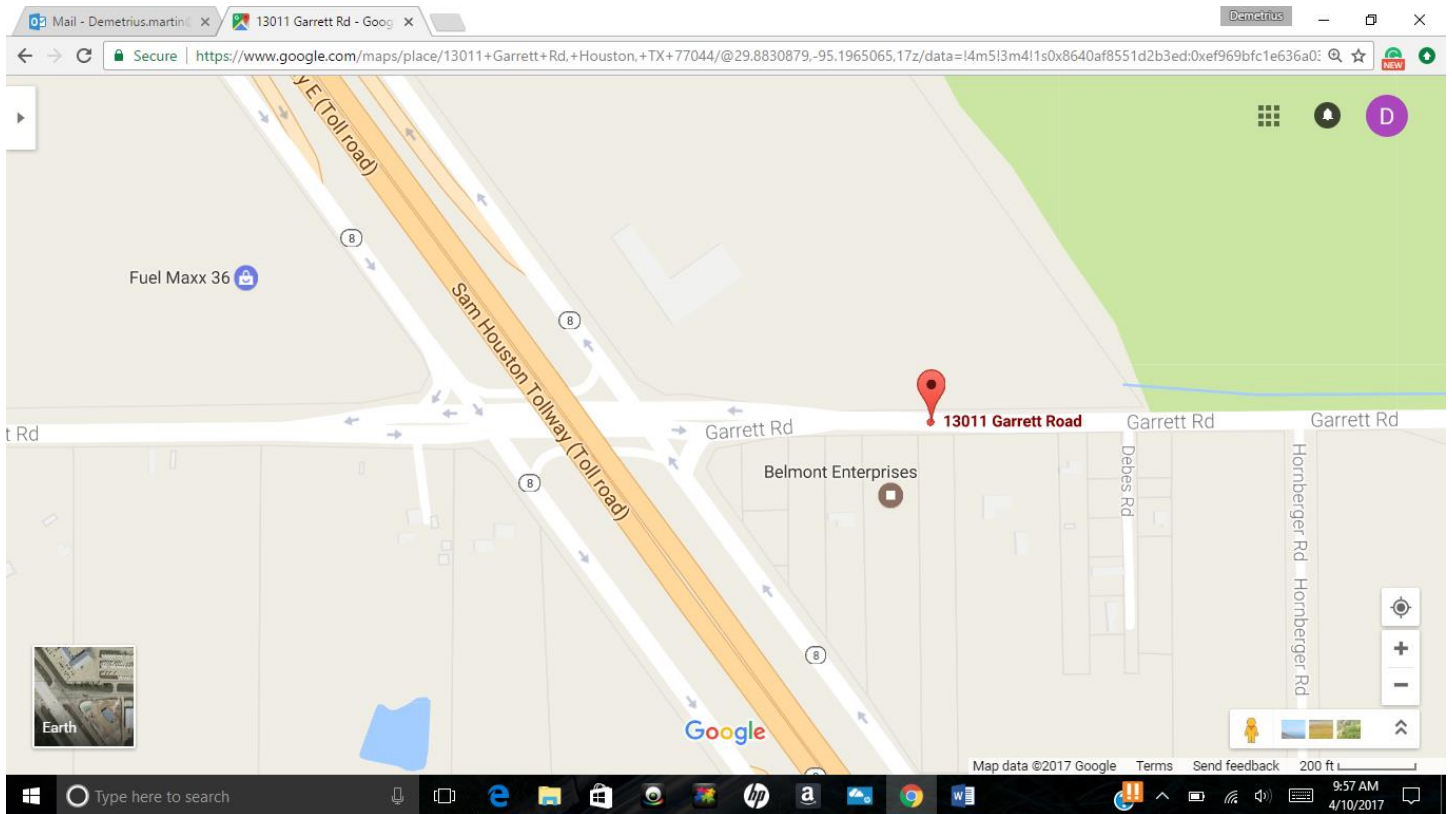 Mail - Demetrius.martin
13011 Garrett Rd - Goog
Demetrius
Secure
https://www.google.com/maps/place/13011+Garrett+Rd,+Houston,+TX+77044/@29.8830879,-95.1965065,17z/data=!4m5!3m4!1s0x8640af8551d2b3ed:0xef969bfc1e636a03
NEW
D
y E (Toll road)
8
Fuel Maxx 36
Sam Houston Tollway (Toll road)
8
t Rd
Garrett Rd
13011 Garrett Road
Garrett Rd
Garrett Rd
Belmont Enterprises
8
Debes Rd
Hornberger Rd
Hornberger Rd
8
Earth
Google
Map data ©2017 Google Terms Send feedback 200 ft
Type here to search
hp
a
W
9:57 AM
4/10/2017